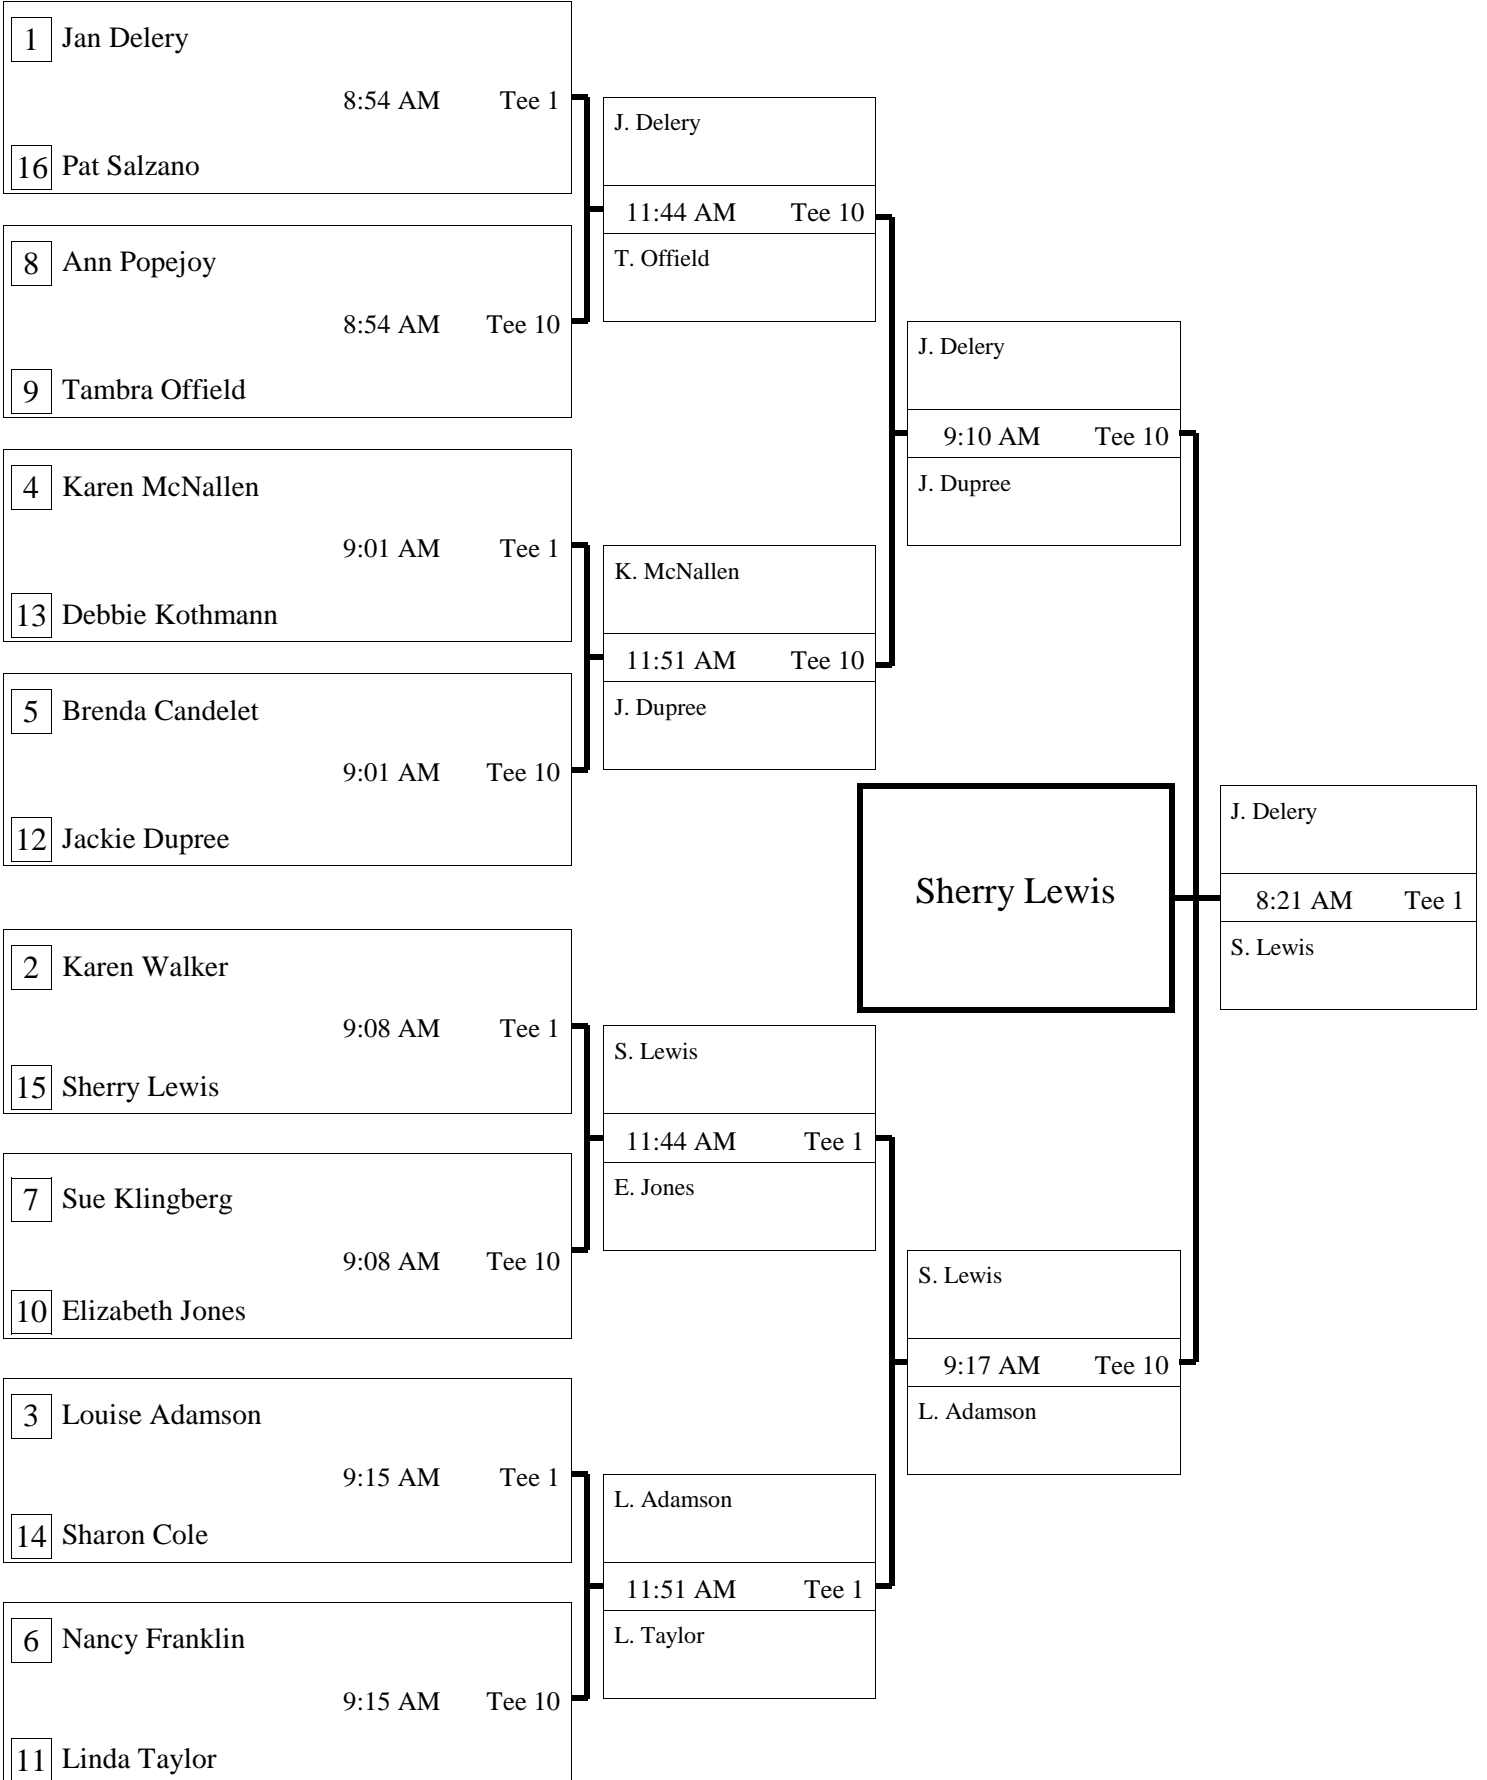 1 Jan Delery
8:54 AM Tee 1
16 Pat Salzano
8 Ann Popejoy
8:54 AM Tee 10
9 Tambra Offield
4 Karen McNallen
9:01 AM Tee 1
13 Debbie Kothmann
5 Brenda Candelet
9:01 AM Tee 10
12 Jackie Dupree
2 Karen Walker
9:08 AM Tee 1
15 Sherry Lewis
7 Sue Klingberg
9:08 AM Tee 10
10 Elizabeth Jones
3 Louise Adamson
9:15 AM Tee 1
14 Sharon Cole
6 Nancy Franklin
9:15 AM Tee 10
11 Linda Taylor
J. Delery
11:44 AM Tee 10
T. Offield
K. McNallen
11:51 AM Tee 10
J. Dupree
S. Lewis
11:44 AM Tee 1
E. Jones
L. Adamson
11:51 AM Tee 1
L. Taylor
J. Delery
9:10 AM Tee 10
J. Dupree
S. Lewis
9:17 AM Tee 10
L. Adamson
J. Delery
8:21 AM Tee 1
S. Lewis
Sherry Lewis